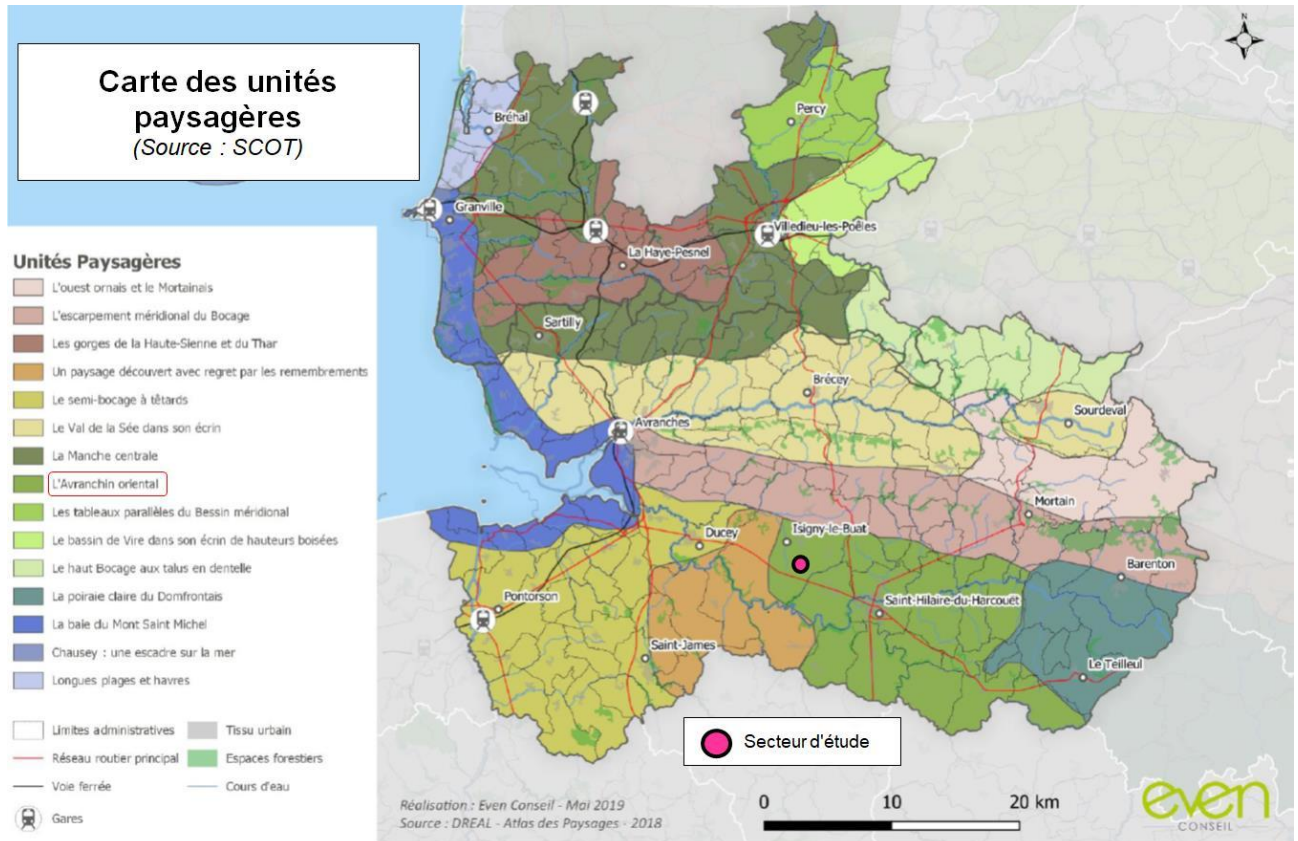 Carte des unités
paysagères
(Source : SCOT)
N
Bréhal
Percy
Granville
Villedieu-les-Poêles
La Haye-Pesnel
Sartilly
Brécey
Sourdeval
Avranches
Mortain
Ducey
Isigny-le-Buat
Barenton
Pontorson
Saint-Hilaire-du-Harcouët
Saint-James
Le Teilleul
Unités Paysagères
L'ouest ornais et le Mortainais
L'escarpement méridional du Bocage
Les gorges de la Haute-Sienne et du Thar
Un paysage découvert avec regret par les remembrements
Le semi-bocage à têtards
Le Val de la Sée dans son écrin
La Manche centrale
L'Avranchin oriental
Les tableaux parallèles du Bessin méridional
Le bassin de Vire dans son écrin de hauteurs boisées
Le haut Bocage aux talus en dentelle
La poiraie claire du Domfrontais
La baie du Mont Saint Michel
Chausey : une escadre sur la mer
Longues plages et havres
Limites administratives
Tissu urbain
Réseau routier principal
Espaces forestiers
Voie ferrée
Cours d'eau
Gares
Secteur d'étude
Réalisation : Even Conseil - Mai 2019
Source : DREAL - Atlas des Paysages - 2018
0 10 20 km
even
CONSEIL